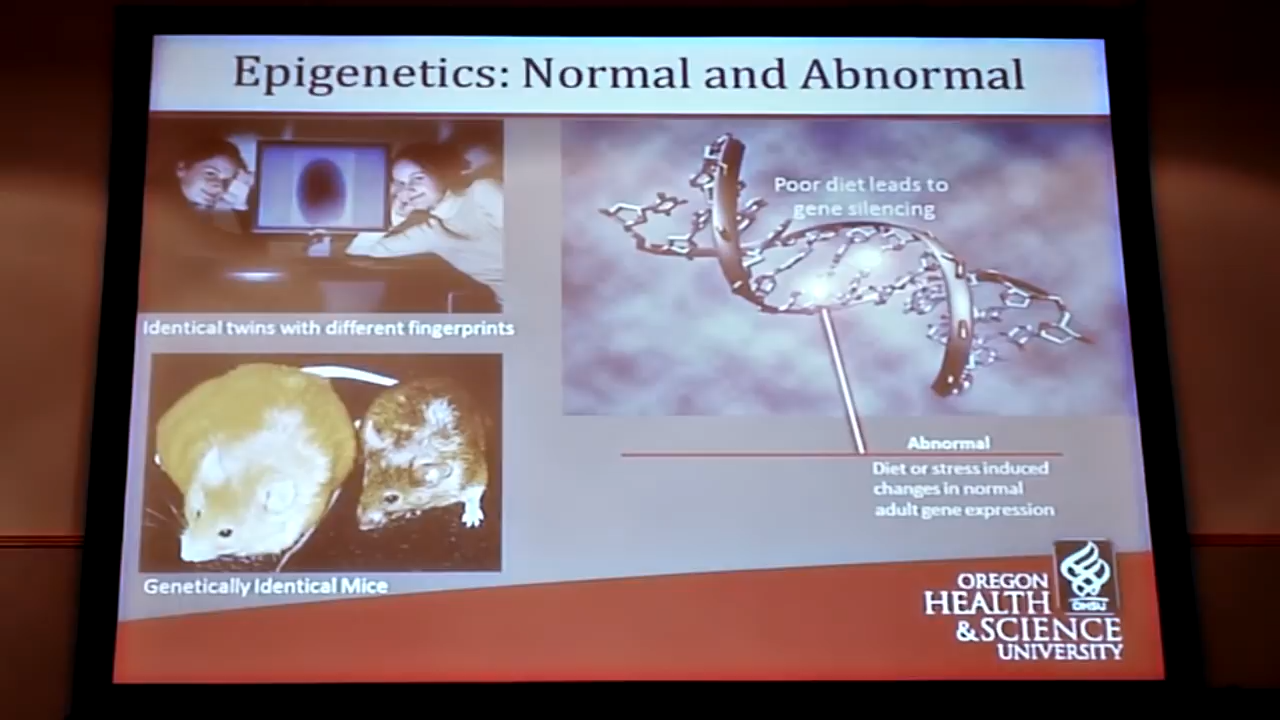 Epigenetics: Normal and Abnormal
Poor diet leads to
gene silencing
Identical twins with different fingerprints
Genetically Identical Mice
Abnormal
Diet or stress induced
changes in normal
adult gene expression
OREGON
HEALTH
&SCIENCE
UNIVERSITY
OHSU